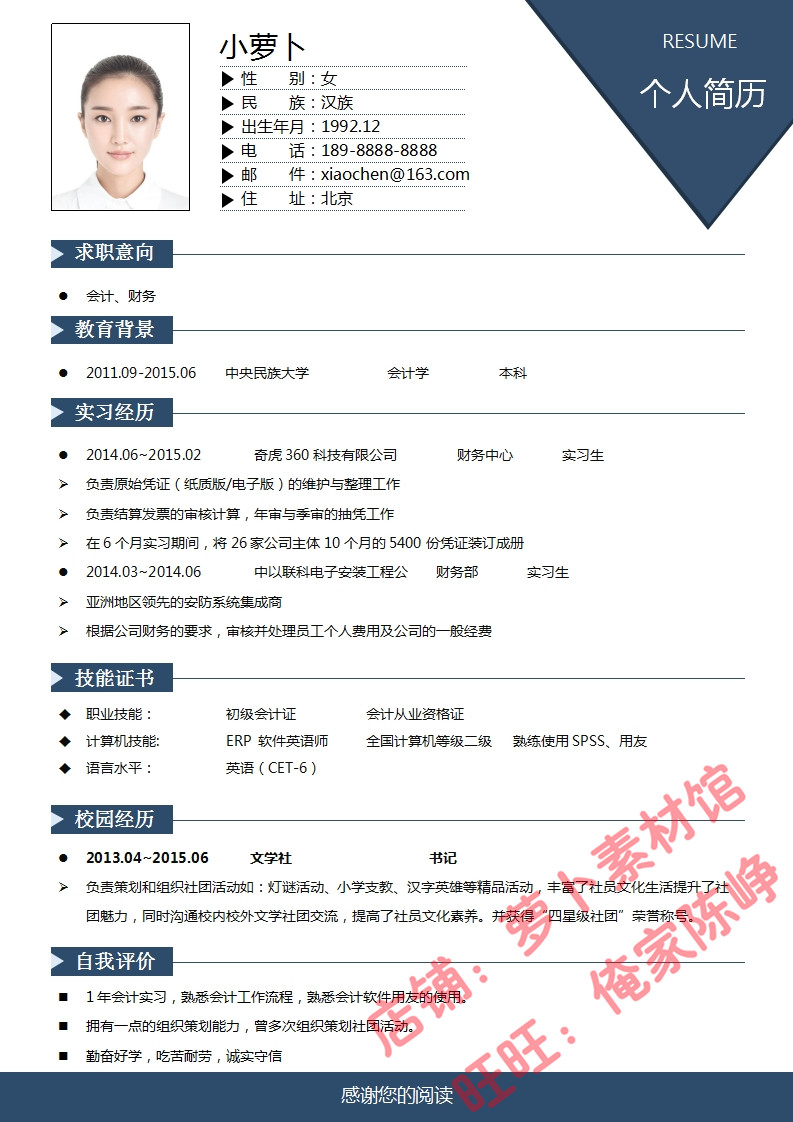 RESUME
个人简历
小萝卜
性 别：女
民 族：汉族
出生年月：1992.12
电 话：189-8888-8888
邮 件：xiaochen@163.com
住 址：北京
求职意向
会计、财务
教育背景
2011.09-2015.06 中央民族大学 会计学 本科
实习经历
2014.06~2015.02 奇虎 360 科技有限公司 财务中心 实习生
负责原始凭证（纸质版/电子版）的维护与整理工作
负责结算发票的审核计算，年审与季审的抽凭工作
在 6 个月实习期间，将 26 家公司主体 10 个月的 5400 份凭证装订成册
2014.03~2014.06 中以联科电子安装工程公 财务部 实习生
亚洲地区领先的安防系统集成商
根据公司财务的要求，审核并处理员工个人费用及公司的一般经费
技能证书
职业技能： 初级会计证 会计从业资格证
计算机技能: ERP 软件英语师 全国计算机等级二级 熟练使用 SPSS、用友
语言水平： 英语（CET-6）
校园经历
2013.04~2015.06 文学社 书记
负责策划和组织社团活动如：灯谜活动、小学支教、汉字英雄等精品活动，丰富了社员文化生活提升了社
团魅力，同时沟通校内校外文学社团交流，提高了社员文化素养。并获得“四星级社团”荣誉称号。
自我评价
1 年会计实习，熟悉会计工作流程，熟悉会计软件用友的使用。
拥有一点的组织策划能力，曾多次组织策划社团活动。
勤奋好学，吃苦耐劳，诚实守信
感谢您的阅读
店铺：萝卜素材馆
旺旺：俺家陈峥